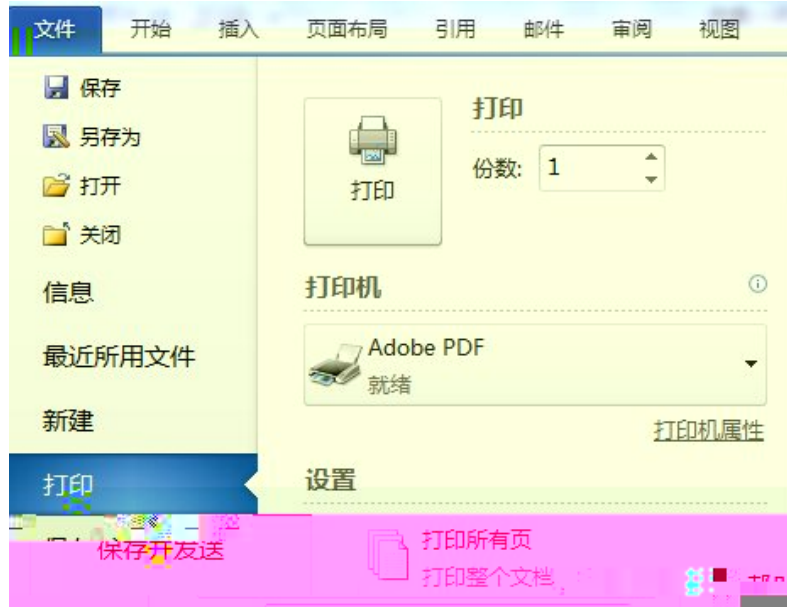 文件 开始 插入 页面布局 引用 邮件 审阅 视图
保存
另存为
打开
关闭
信息
最近所用文件
新建
打印
保存开发送
打印
打印
份数: 1
打印机
Adobe PDF
就绪
打印机属性
设置
打印所有页
打印整个文档